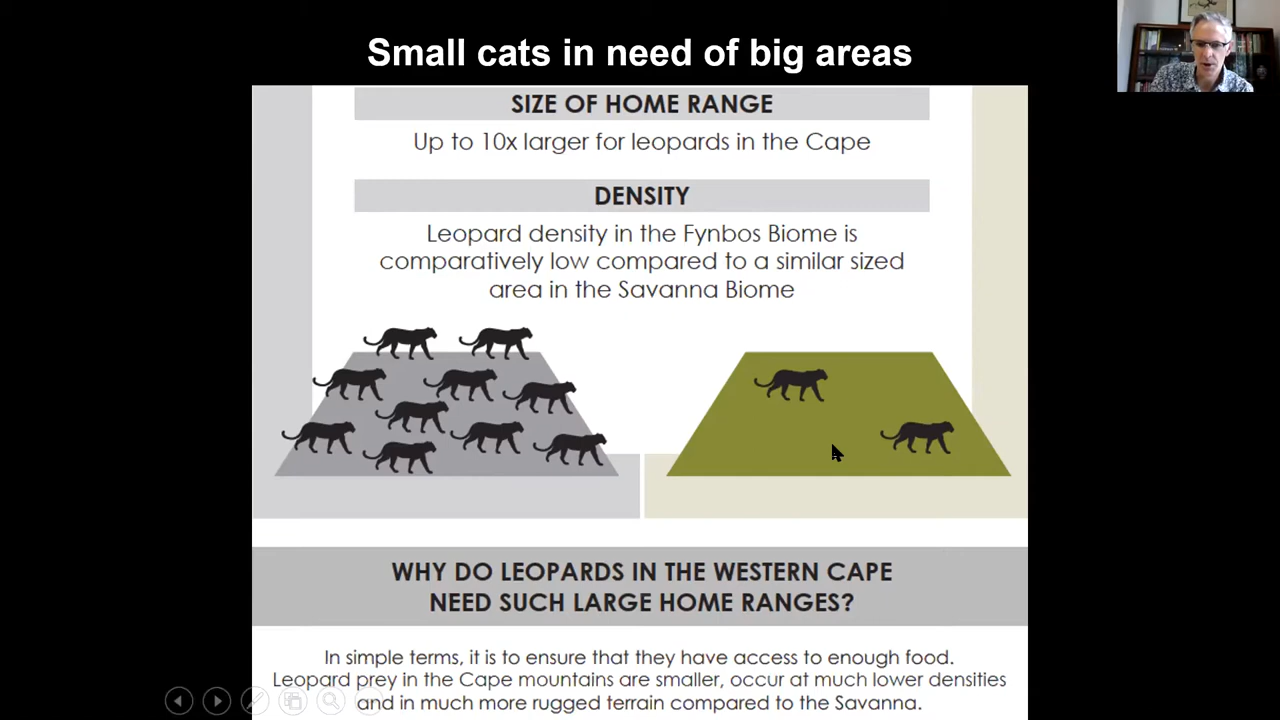 Small cats in need of big areas
SIZE OF HOME RANGE
Up to 10x larger for leopards in the Cape
DENSITY
Leopard density in the Fynbos Biome is
comparatively low compared to a similar sized
area in the Savanna Biome
WHY DO LEOPARDS IN THE WESTERN CAPE
NEED SUCH LARGE HOME RANGES?
In simple terms, it is to ensure that they have access to enough food.
Leopard prey in the Cape mountains are smaller, occur at much lower densities
and in much more rugged terrain compared to the Savanna.